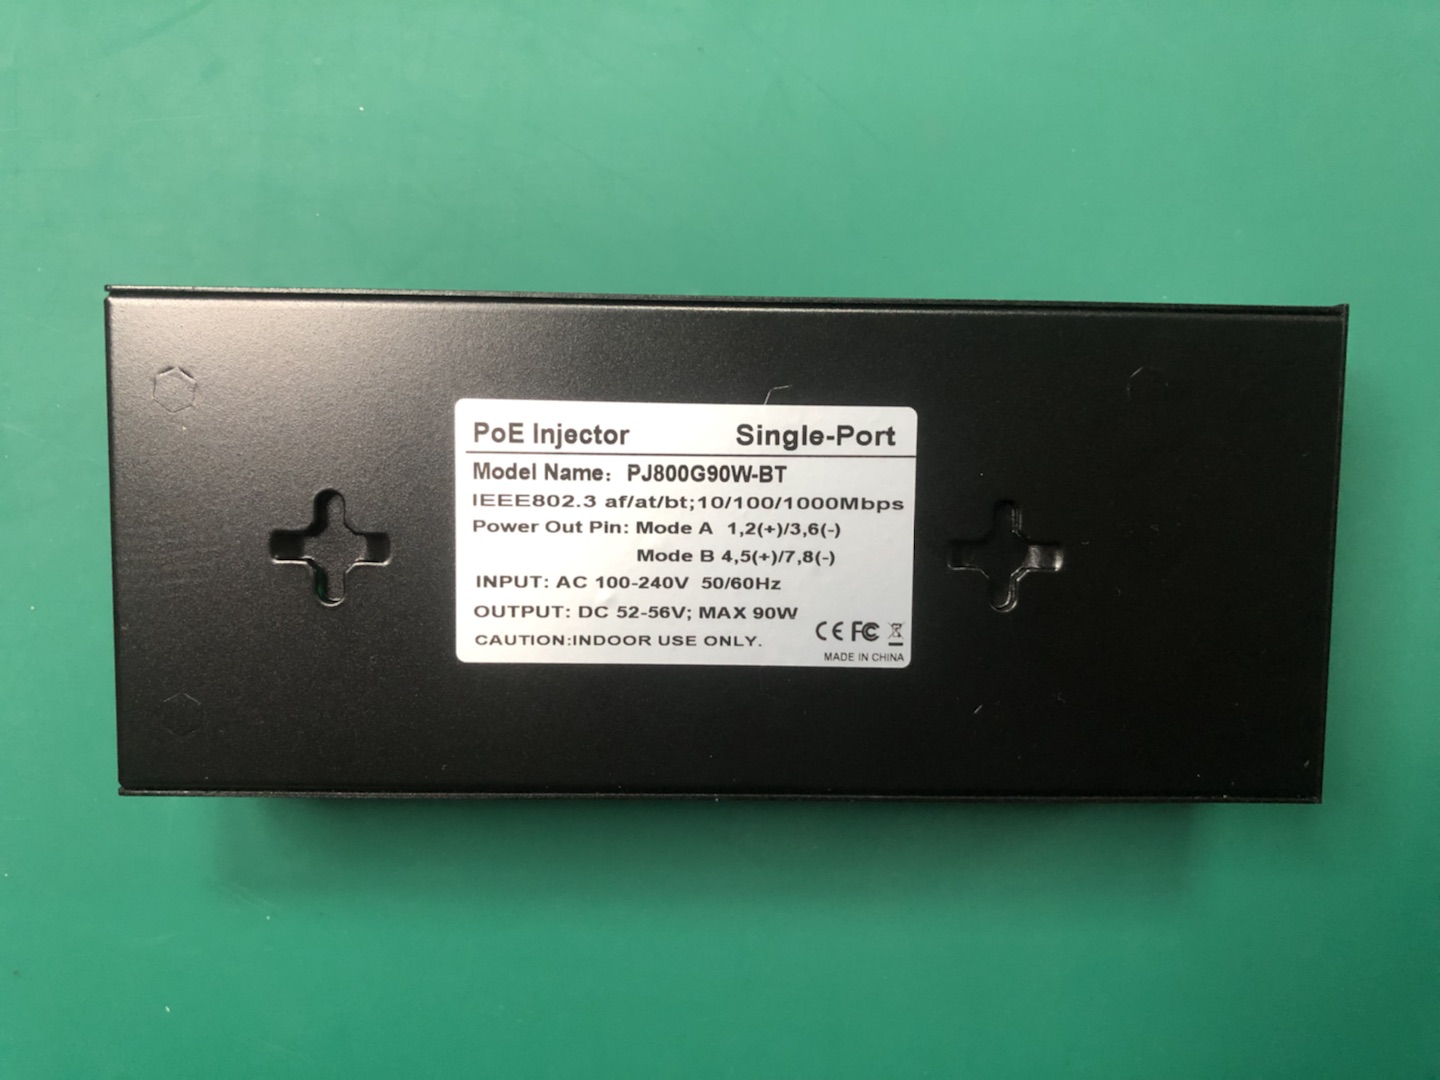 PoE Injector Single-Port
Model Name: PJ800G90W-BT
IEEE802.3 af/at/bt;10/100/1000Mbps
Power Out Pin: Mode A 1,2(+)/3,6(-)
Mode B 4,5(+)/7,8(-)
INPUT: AC 100-240V 50/60Hz
OUTPUT: DC 52-56V; MAX 90W
CAUTION:INDOOR USE ONLY.
CE FC
MADE IN CHINA